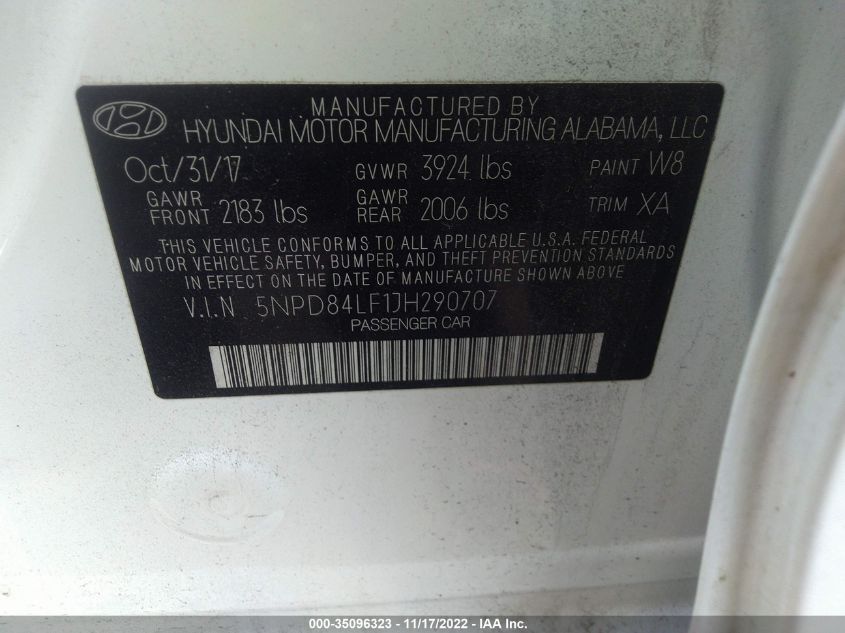 MANUFACTURED BY
HYUNDAI MOTOR MANUFACTURING ALABAMA, LLC
Oct/31/17 GVWR 3924 lbs PAINT W8
GAWR FRONT 2183 lbs GAWR REAR 2006 lbs TRIM XA
THIS VEHICLE CONFORMS TO ALL APPLICABLE U.S.A. FEDERAL
MOTOR VEHICLE SAFETY, BUMPER, AND THEFT PREVENTION STANDARDS
IN EFFECT ON THE DATE OF MANUFACTURE SHOWN ABOVE
V.I.N 5NPD84LF1JH290707
PASSENGER CAR
000-35096323 - 11/17/2022 - IAA Inc.